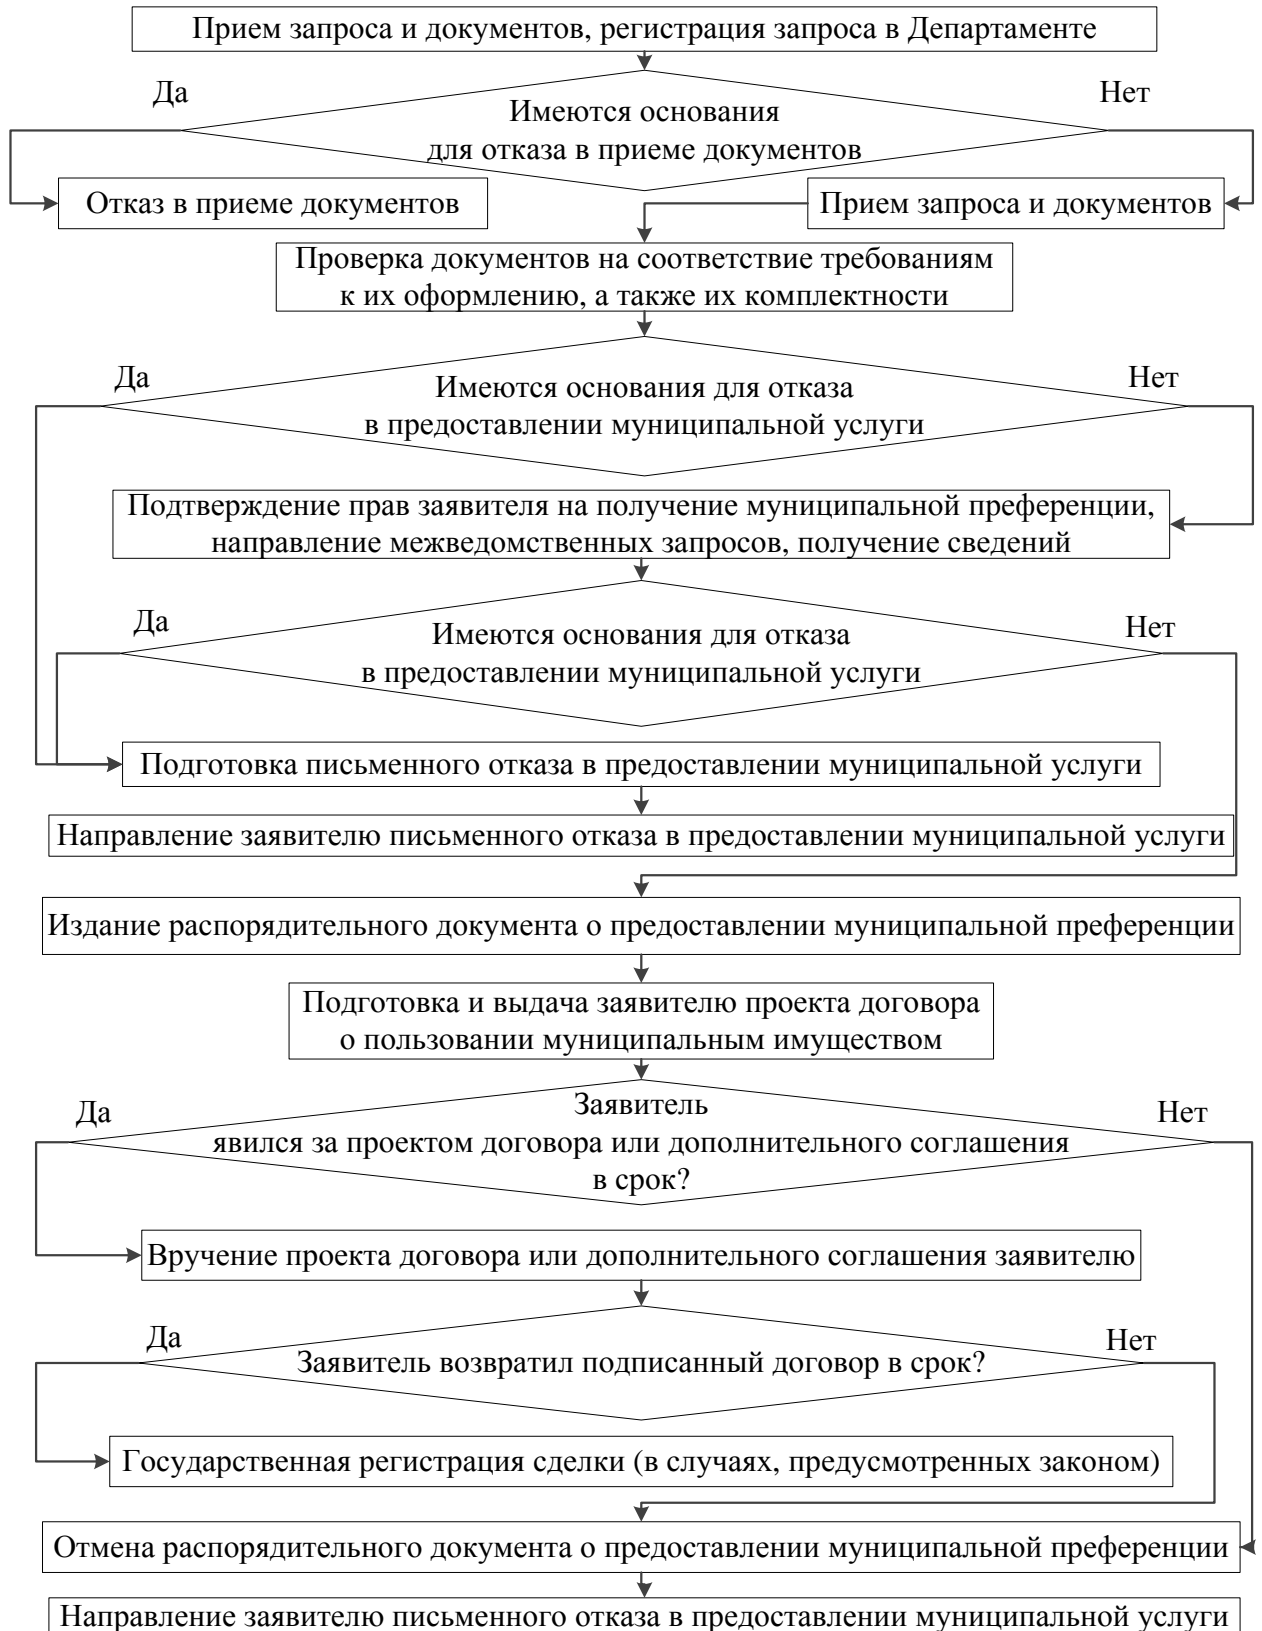 Прием запроса и документов, регистрация запроса в Департаменте
Да
Нет
Имеются основания
для отказа в приеме документов
Отказ в приеме документов
Прием запроса и документов
Проверка документов на соответствие требованиям
к их оформлению, а также их комплектности
Да
Нет
Имеются основания для отказа
в предоставлении муниципальной услуги
Подтверждение прав заявителя на получение муниципальной преференции,
направление межведомственных запросов, получение сведений
Да
Нет
Имеются основания для отказа
в предоставлении муниципальной услуги
Подготовка письменного отказа в предоставлении муниципальной услуги
Направление заявителю письменного отказа в предоставлении муниципальной услуги
Издание распорядительного документа о предоставлении муниципальной преференции
Подготовка и выдача заявителю проекта договора
о пользовании муниципальным имуществом
Да
Нет
Заявитель
явился за проектом договора или дополнительного соглашения
в срок?
Вручение проекта договора или дополнительного соглашения заявителю
Да
Нет
Заявитель возвратил подписанный договор в срок?
Государственная регистрация сделки (в случаях, предусмотренных законом)
Отмена распорядительного документа о предоставлении муниципальной преференции
Направление заявителю письменного отказа в предоставлении муниципальной услуги